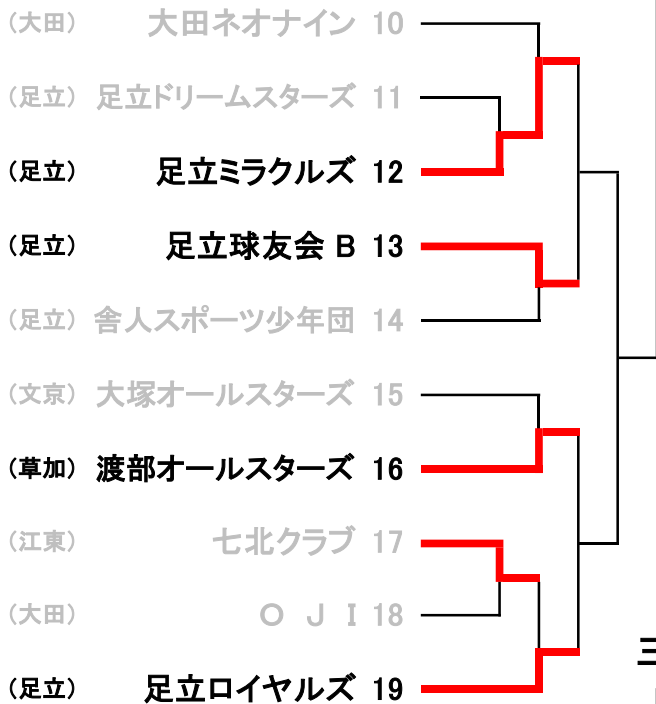 (大田) 大田ネオナイン 10
(足立) 足立ドリームスターズ 11
(足立) 足立ミラクルズ 12
(足立) 足立球友会 B 13
(足立) 舎人スポーツ少年団 14
(文京) 大塚オールスターズ 15
(草加) 渡部オールスターズ 16
(江東) 七北クラブ 17
(大田) O J I 18
(足立) 足立ロイヤルズ 19